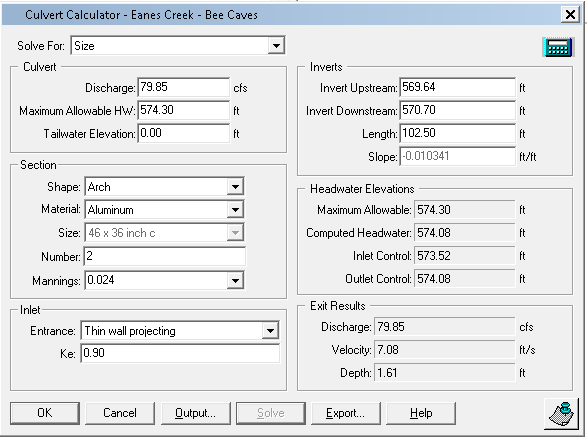 Culvert Calculator - Eanes Creek - Bee Caves
Solve For: Size
Culvert
Discharge: 79.85 cfs
Maximum Allowable HW: 574.30 ft
Tailwater Elevation: 0.00 ft
Section
Shape: Arch
Material: Aluminum
Size: 46 x 36 inch c
Number: 2
Mannings: 0.024
Inlet
Entrance: Thin wall projecting
Ke: 0.90
Inverts
Invert Upstream: 569.64 ft
Invert Downstream: 570.70 ft
Length: 102.50 ft
Slope: -0.010341 ft/ft
Headwater Elevations
Maximum Allowable: 574.30 ft
Computed Headwater: 574.08 ft
Inlet Control: 573.52 ft
Outlet Control: 574.08 ft
Exit Results
Discharge: 79.85 cfs
Velocity: 7.08 ft/s
Depth: 1.61 ft
OK Cancel Output... Solve Export... Help